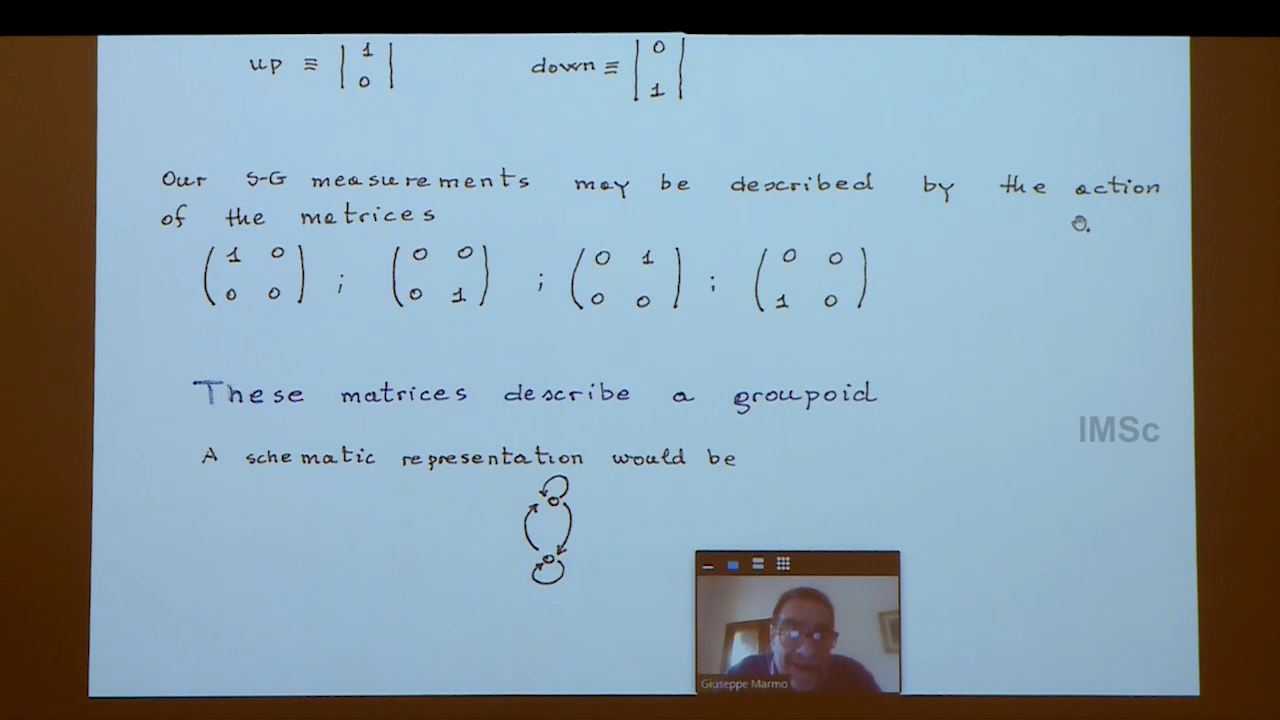 up ≡ | 1 0 | down ≡ | 0 1 |
Our S-G measurements may be described by the action
of the matrices
( 1 0 ) ; ( 0 0 ) ; ( 0 1 ) ; ( 0 0 )
( 0 0 ) ( 0 1 ) ( 0 0 ) ( 1 0 )
These matrices describe a groupoid
IMSc
A schematic representation would be
Giuseppe Marmo